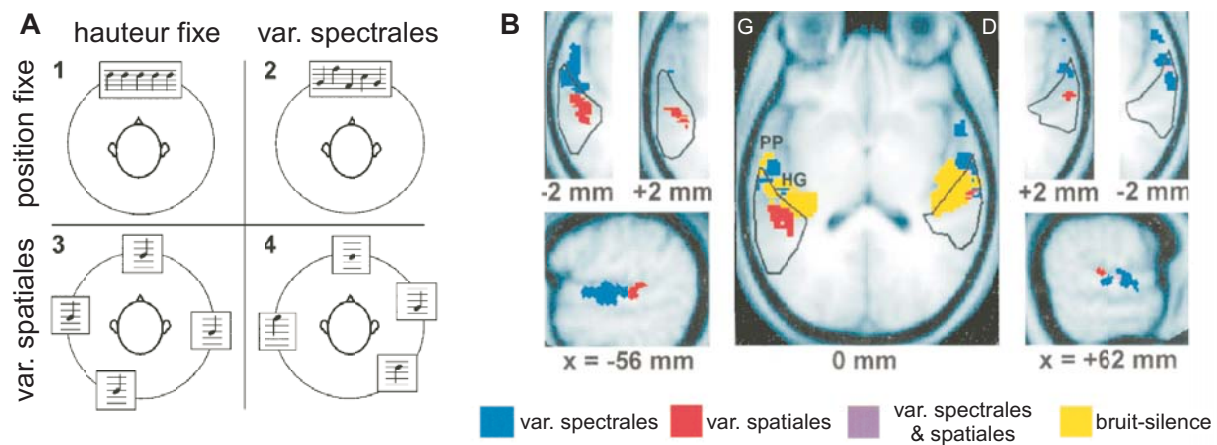 A
hauteur fixe
var. spectrales
position fixe
var. spatiales
1
2
3
4
B
G
D
PP
HG
-2 mm
+2 mm
+2 mm
-2 mm
x = -56 mm
0 mm
x = +62 mm
var. spectrales
var. spatiales
var. spectrales
& spatiales
bruit-silence